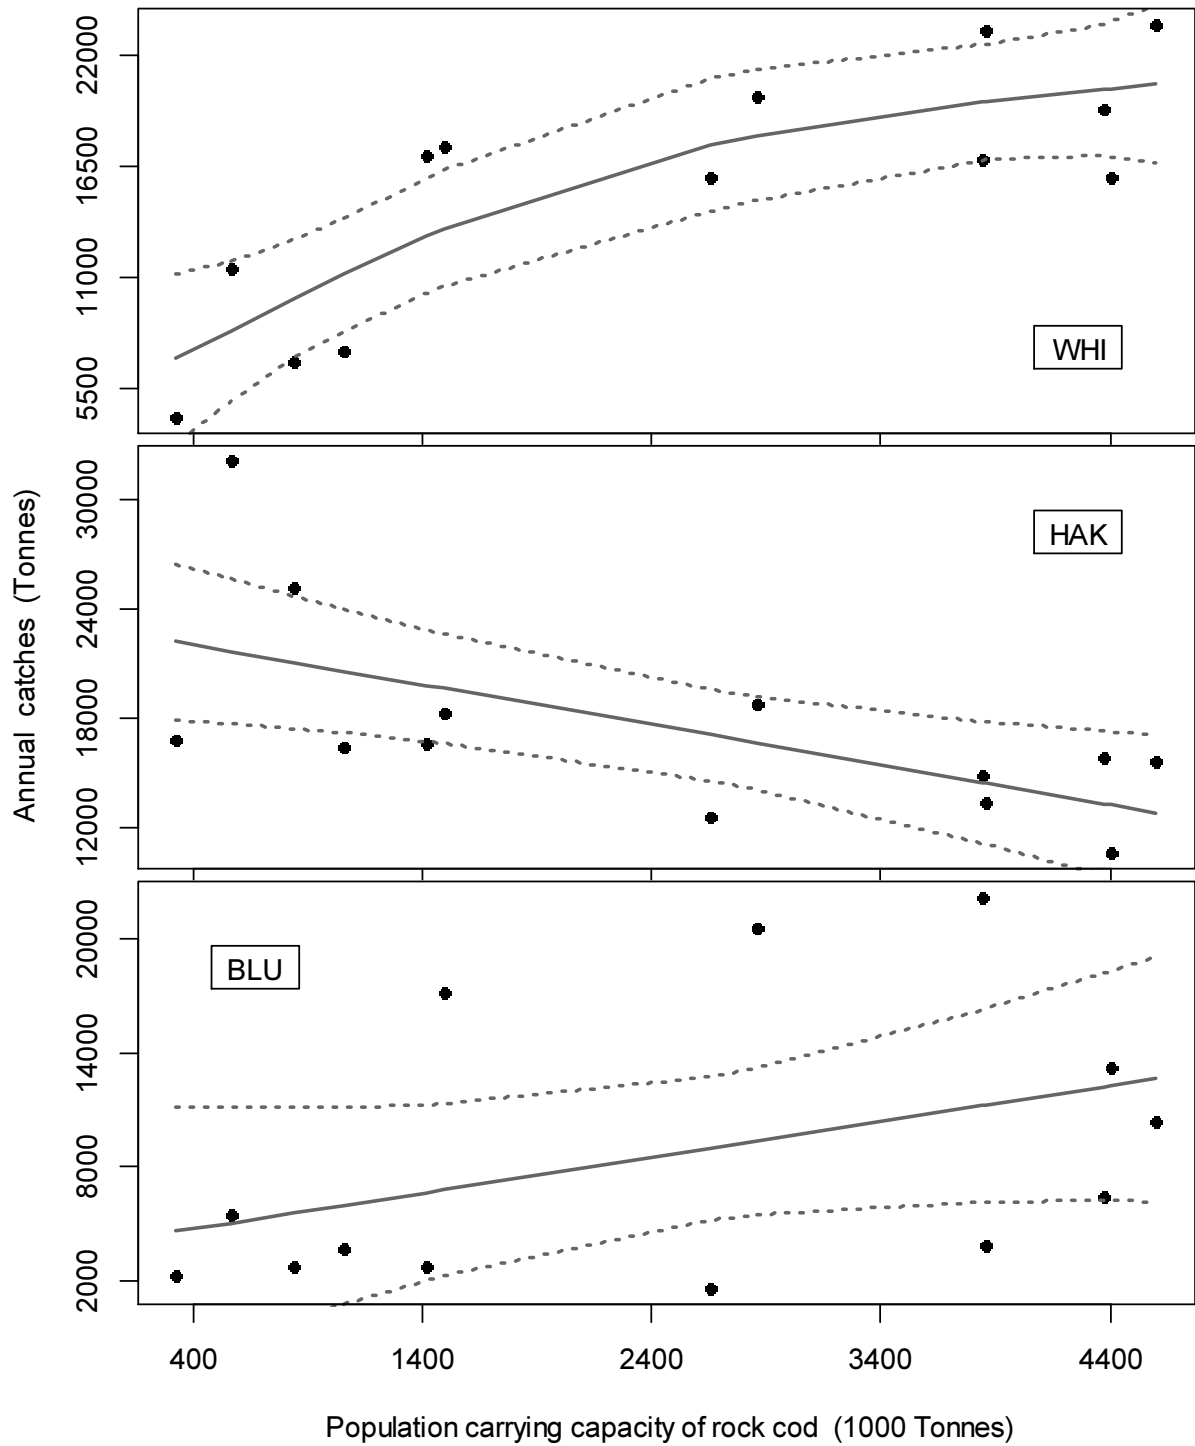 22000
16500
11000
5500
WHI
30000
24000
18000
12000
HAK
Annual catches (Tonnes)
20000
14000
8000
2000
BLU
400 1400 2400 3400 4400
Population carrying capacity of rock cod (1000 Tonnes)